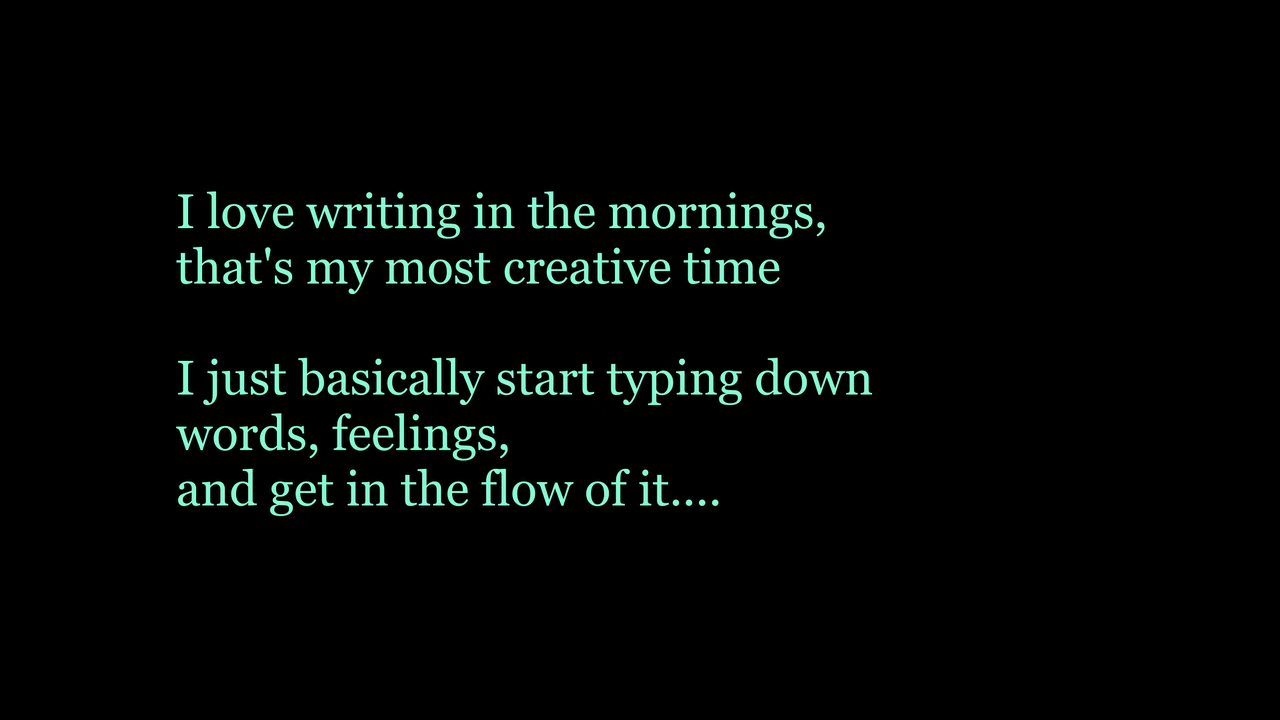 I love writing in the mornings,
that's my most creative time
I just basically start typing down
words, feelings,
and get in the flow of it....